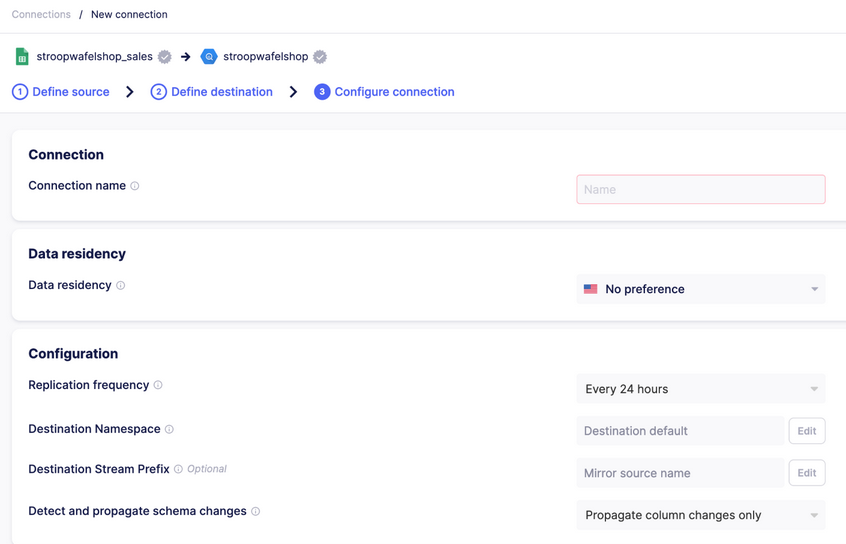 Connections / New connection
stroopwafelshop_sales → stroopwafelshop
1 Define source > 2 Define destination > 3 Configure connection
Connection
Connection name
Name
Data residency
Data residency
No preference
Configuration
Replication frequency
Every 24 hours
Destination Namespace
Destination default
Edit
Destination Stream Prefix Optional
Mirror source name
Edit
Detect and propagate schema changes
Propagate column changes only